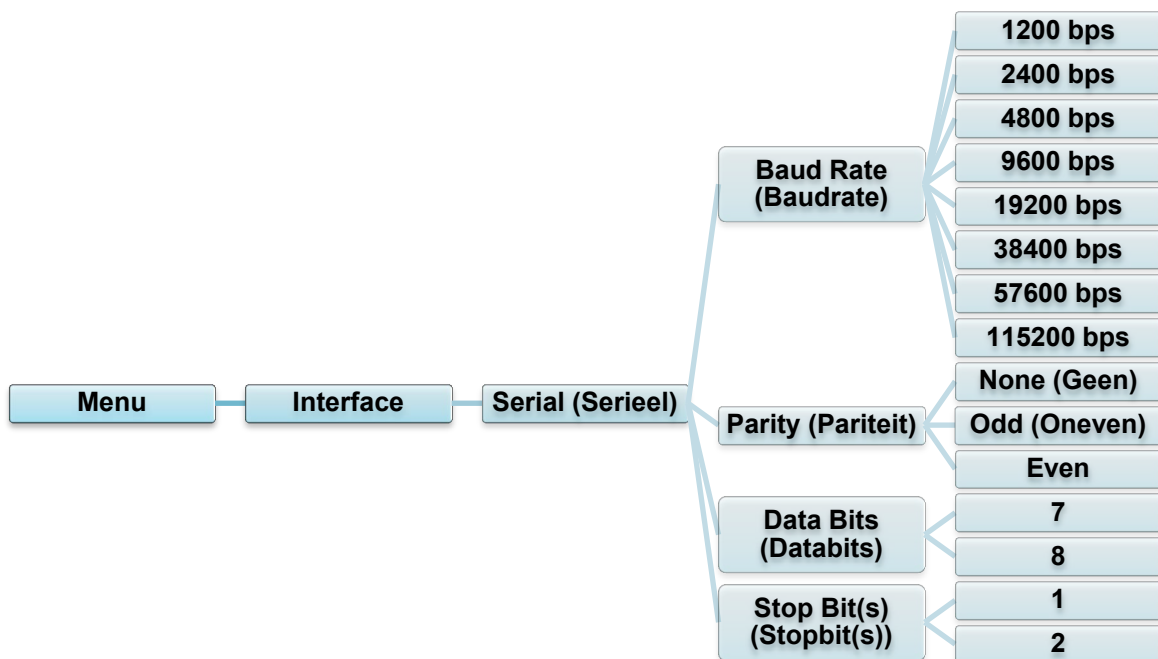 Menu
Interface
Serial (Serieel)
Baud Rate
(Baudrate)
1200 bps
2400 bps
4800 bps
9600 bps
19200 bps
38400 bps
57600 bps
115200 bps
Parity (Pariteit)
None (Geen)
Odd (Oneven)
Even
Data Bits
(Databits)
7
8
Stop Bit(s)
(Stopbit(s))
1
2